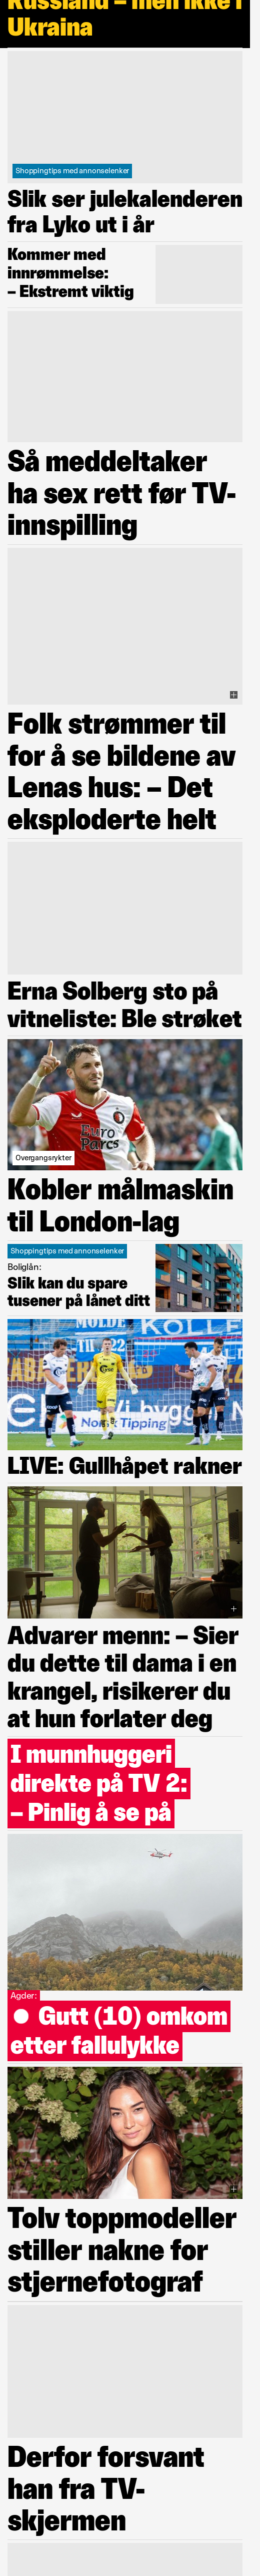 Russland – men ikke i
Ukraina
Shoppingtips med annonselenker
Slik ser julekalenderen
fra Lyko ut i år
Kommer med
innrømmelse:
– Ekstremt viktig
Så meddeltaker
ha sex rett før TV-
innspilling
Folk strømmer til
for å se bildene av
Lenas hus: – Det
eksploderte helt
Erna Solberg sto på
vitneliste: Ble strøket
EURO
PARCS
Overgangsrykter
Kobler målmaskin
til London-lag
Shoppingtips med annonselenker
Boliglån:
Slik kan du spare
tusener på lånet ditt
MOLDE
Norsk Tipping
LIVE: Gullhåpet rakner
Advarer menn: – Sier
du dette til dama i en
krangel, risikerer du
at hun forlater deg
I munnhuggeri
direkte på TV 2:
– Pinlig å se på
Agder:
Gutt (10) omkom
etter fallulykke
Tolv toppmodeller
stiller nakne for
stjernefotograf
Derfor forsvant
han fra TV-
skjermen